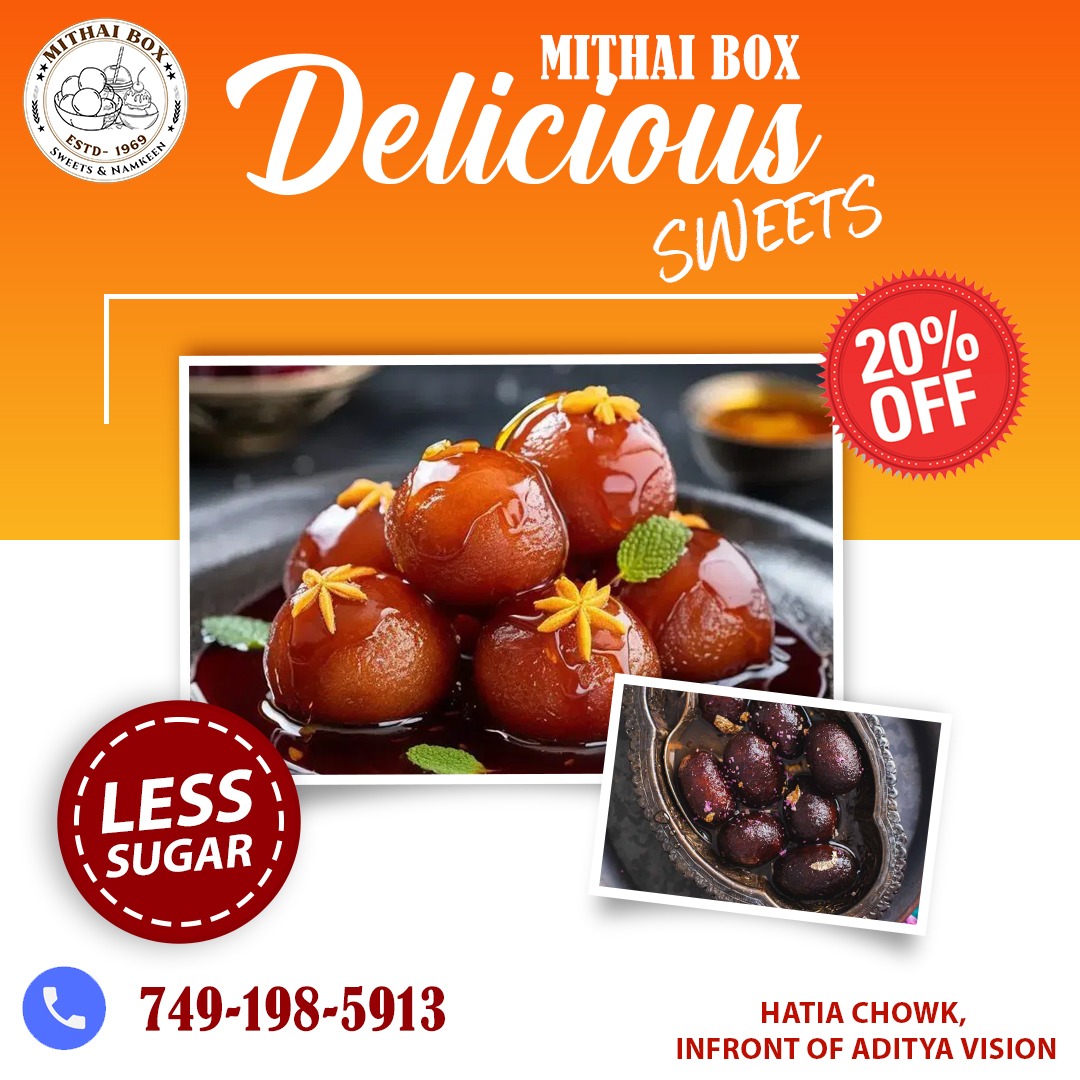 MITHAI BOX
ESTD- 1969
SWEETS & NAMKEEN
MITHAI BOX
Delicious
SWEETS
20%
OFF
LESS
SUGAR
749-198-5913
HATIA CHOWK,
INFRONT OF ADITYA VISION